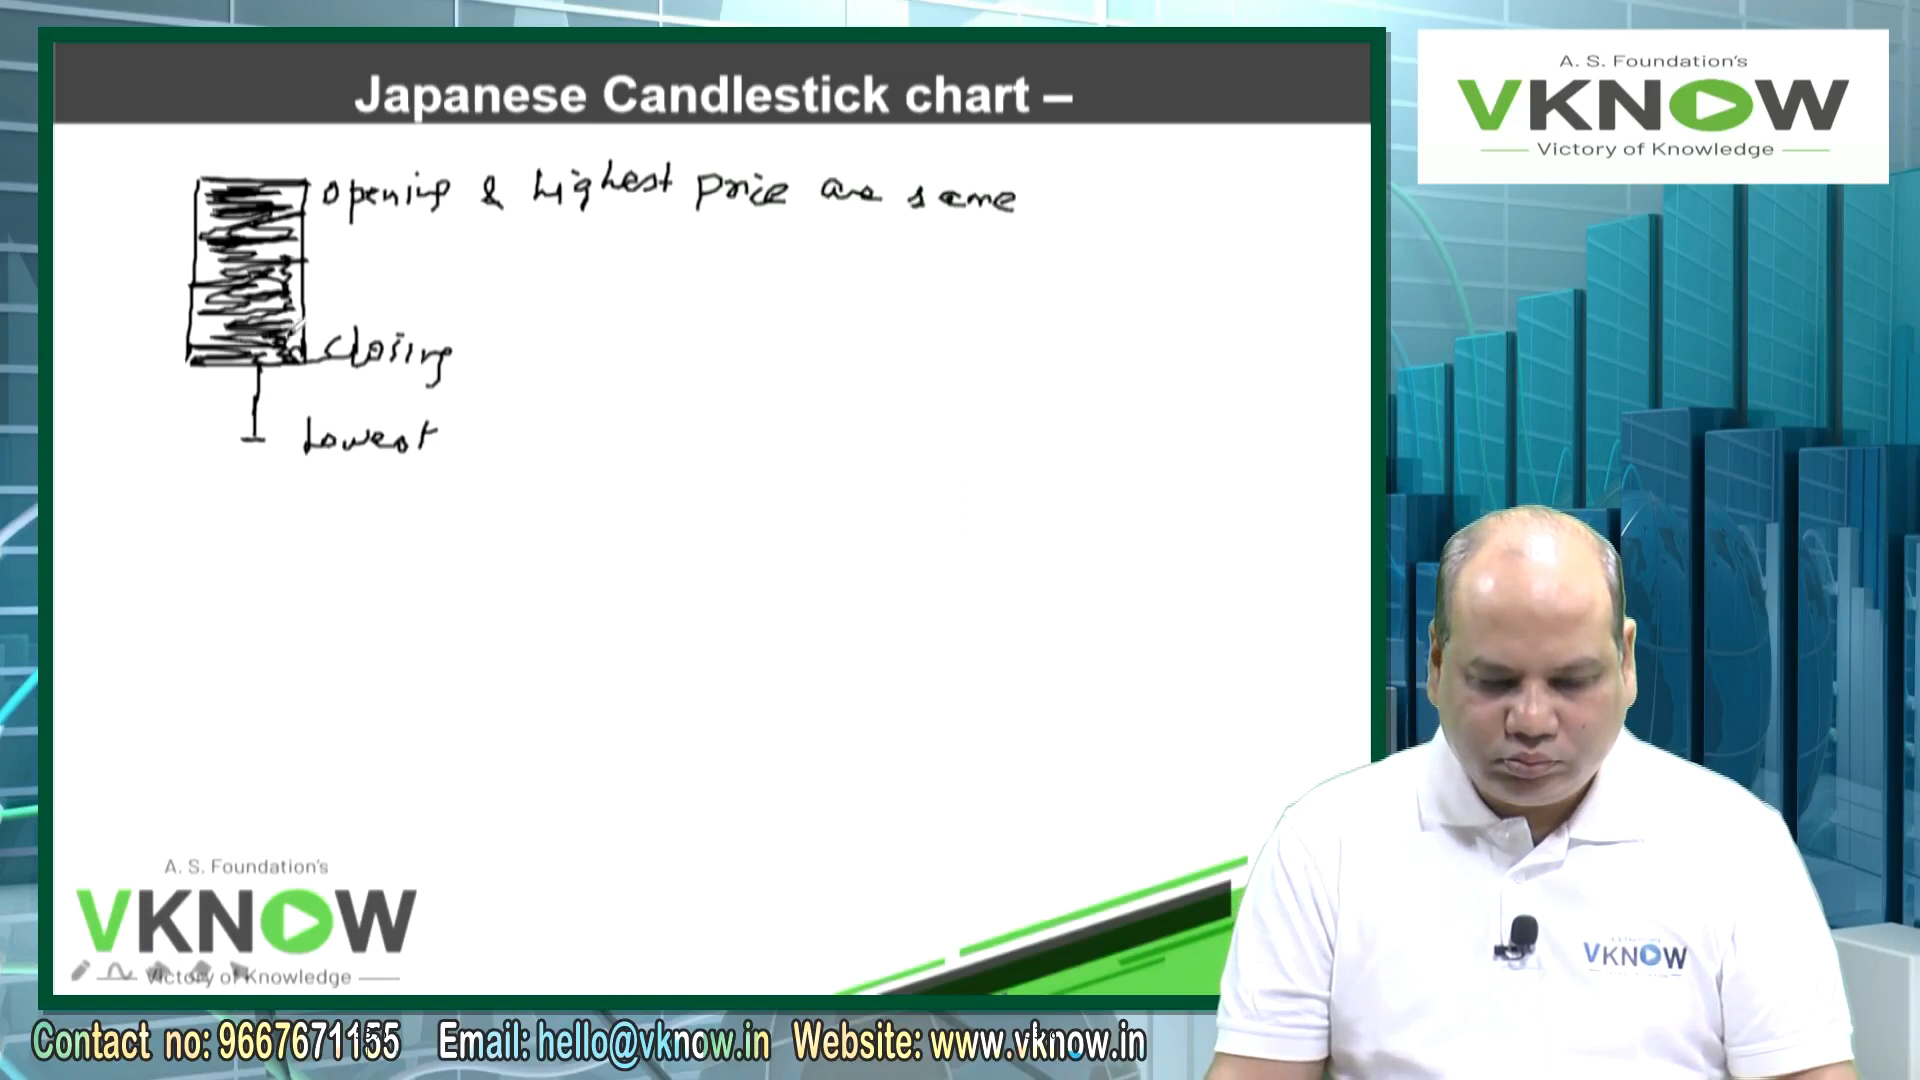 Japanese Candlestick chart –
A. S. Foundation's
VKNOW
Victory of Knowledge
opening & highest price are same
closing
Lowest
A. S. Foundation's
VKNOW
Victory of Knowledge
VKNOW
Contact no: 9667671155 Email: hello@vknow.in Website: www.vknow.in